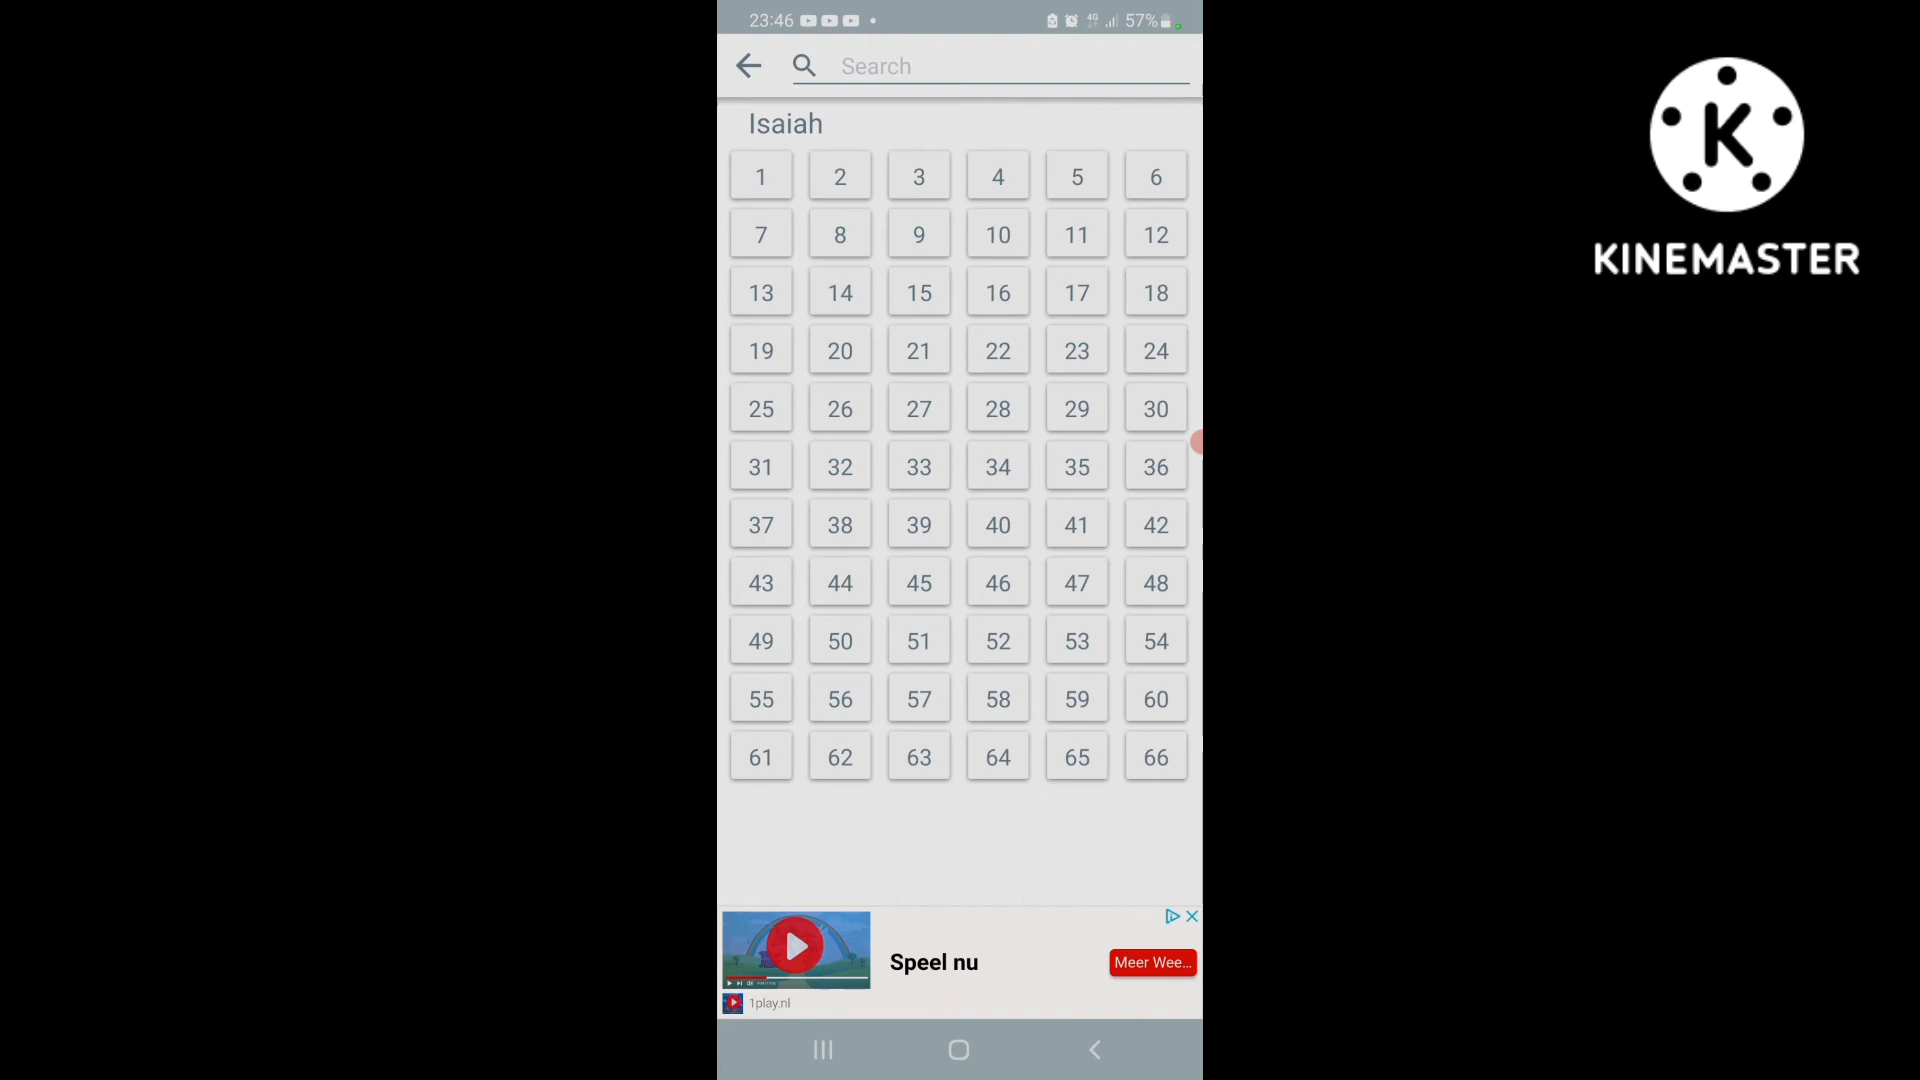 23:46
4G
57%
Search
Isaiah
1 2 3 4 5 6
7 8 9 10 11 12
13 14 15 16 17 18
19 20 21 22 23 24
25 26 27 28 29 30
31 32 33 34 35 36
37 38 39 40 41 42
43 44 45 46 47 48
49 50 51 52 53 54
55 56 57 58 59 60
61 62 63 64 65 66
Speel nu
Meer Wee...
1play.nl
K
KINEMASTER